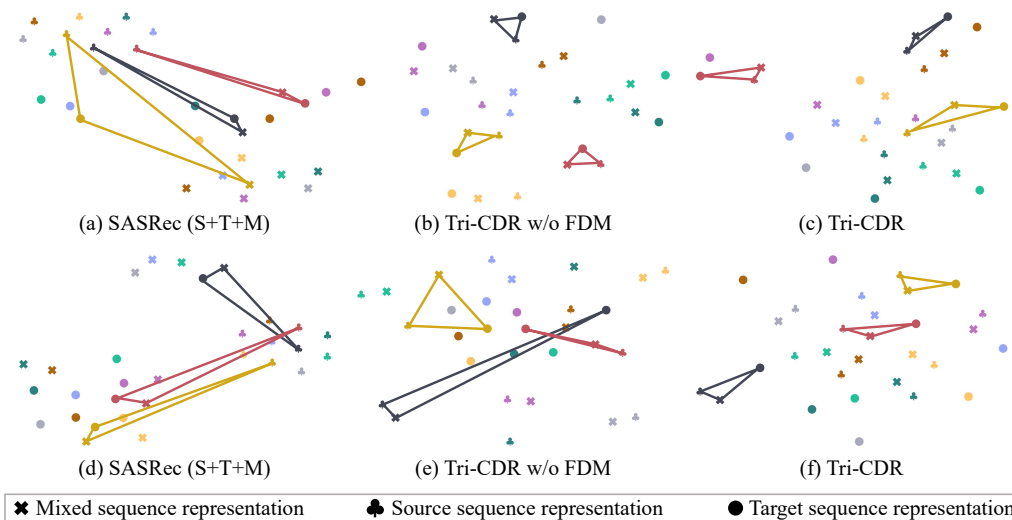 (a) SASRec (S+T+M)
(b) Tri-CDR w/o FDM
(c) Tri-CDR
(d) SASRec (S+T+M)
(e) Tri-CDR w/o FDM
(f) Tri-CDR
Mixed sequence representation Source sequence representation Target sequence representation